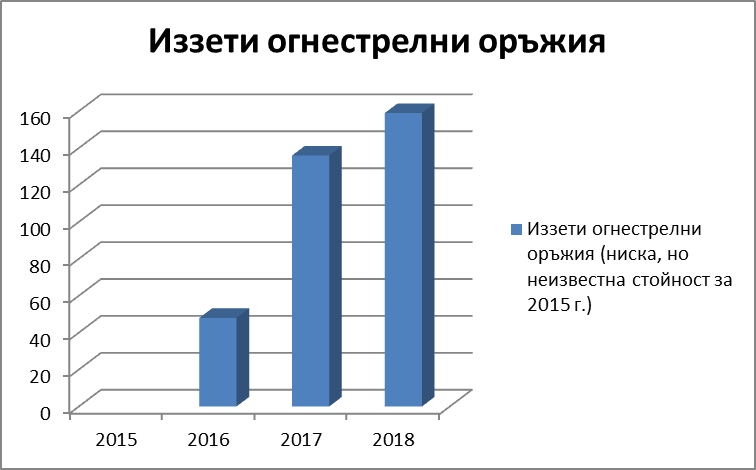 Иззети огнестрелни оръжия
160
140
120
100
80
60
40
20
0
2015 2016 2017 2018
Иззети огнестрелни
оръжия (ниска, но
неизвестна стойност за
2015 г.)